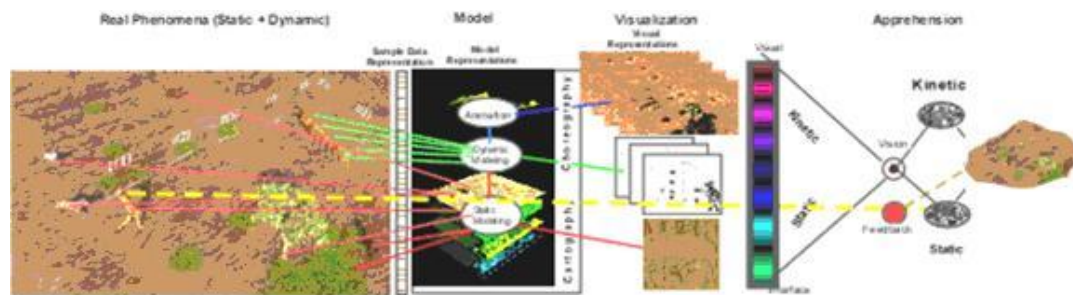 Real Phenomena (Static + Dynamic)
Model
Visualization
Apprehension
Sample Data
Representation
Model
Representations
Visual
Representations
Visual
Animation
Dynamic
Modeling
Static
Modeling
Choreography
Cartography
Kinetic
Static
Interface
Vision
Kinetic
Static